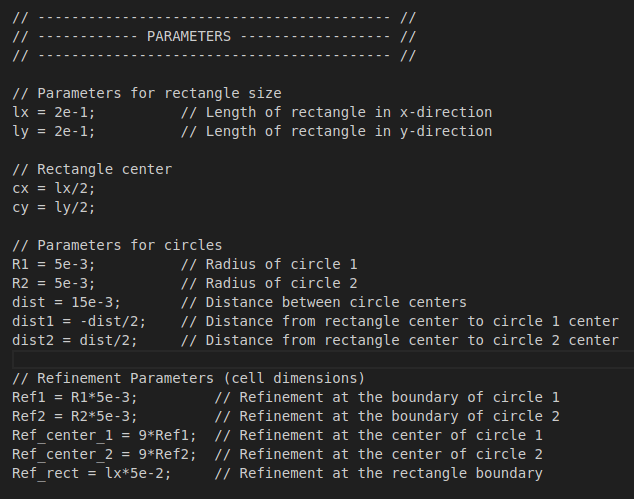 // ------------------------------------------ //
// ------------ PARAMETERS ------------------ //
// ------------------------------------------ //

// Parameters for rectangle size
lx = 2e-1;          // Length of rectangle in x-direction
ly = 2e-1;          // Length of rectangle in y-direction

// Rectangle center
cx = lx/2;
cy = ly/2;

// Parameters for circles
R1 = 5e-3;          // Radius of circle 1
R2 = 5e-3;          // Radius of circle 2
dist = 15e-3;       // Distance between circle centers
dist1 = -dist/2;    // Distance from rectangle center to circle 1 center
dist2 = dist/2;     // Distance from rectangle center to circle 2 center

// Refinement Parameters (cell dimensions)
Ref1 = R1*5e-3;         // Refinement at the boundary of circle 1
Ref2 = R2*5e-3;         // Refinement at the boundary of circle 2
Ref_center_1 = 9*Ref1;  // Refinement at the center of circle 1
Ref_center_2 = 9*Ref2;  // Refinement at the center of circle 2
Ref_rect = lx*5e-2;     // Refinement at the rectangle boundary